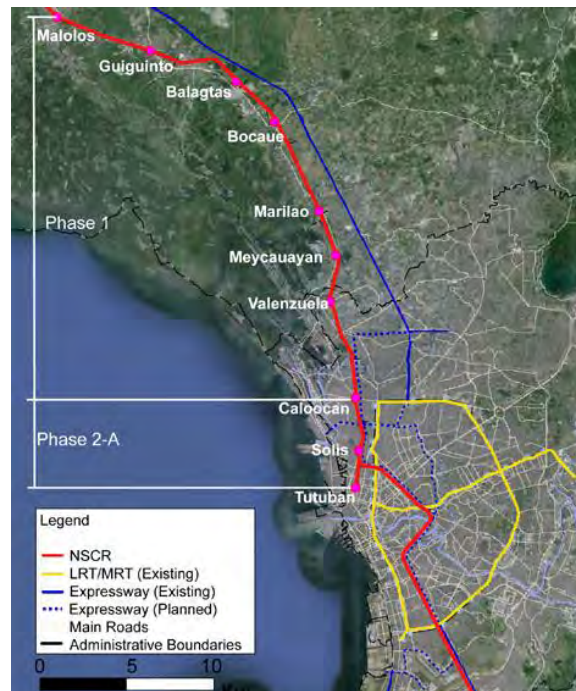 Malolos
Guiguinto
Balagtas
Bocaue
Marilao
Phase 1
Meycauayan
Valenzuela
Caloocan
Phase 2-A
Solis
Tutuban
Legend
NSCR
LRT/MRT (Existing)
Expressway (Existing)
Expressway (Planned)
Main Roads
Administrative Boundaries
0 5 10